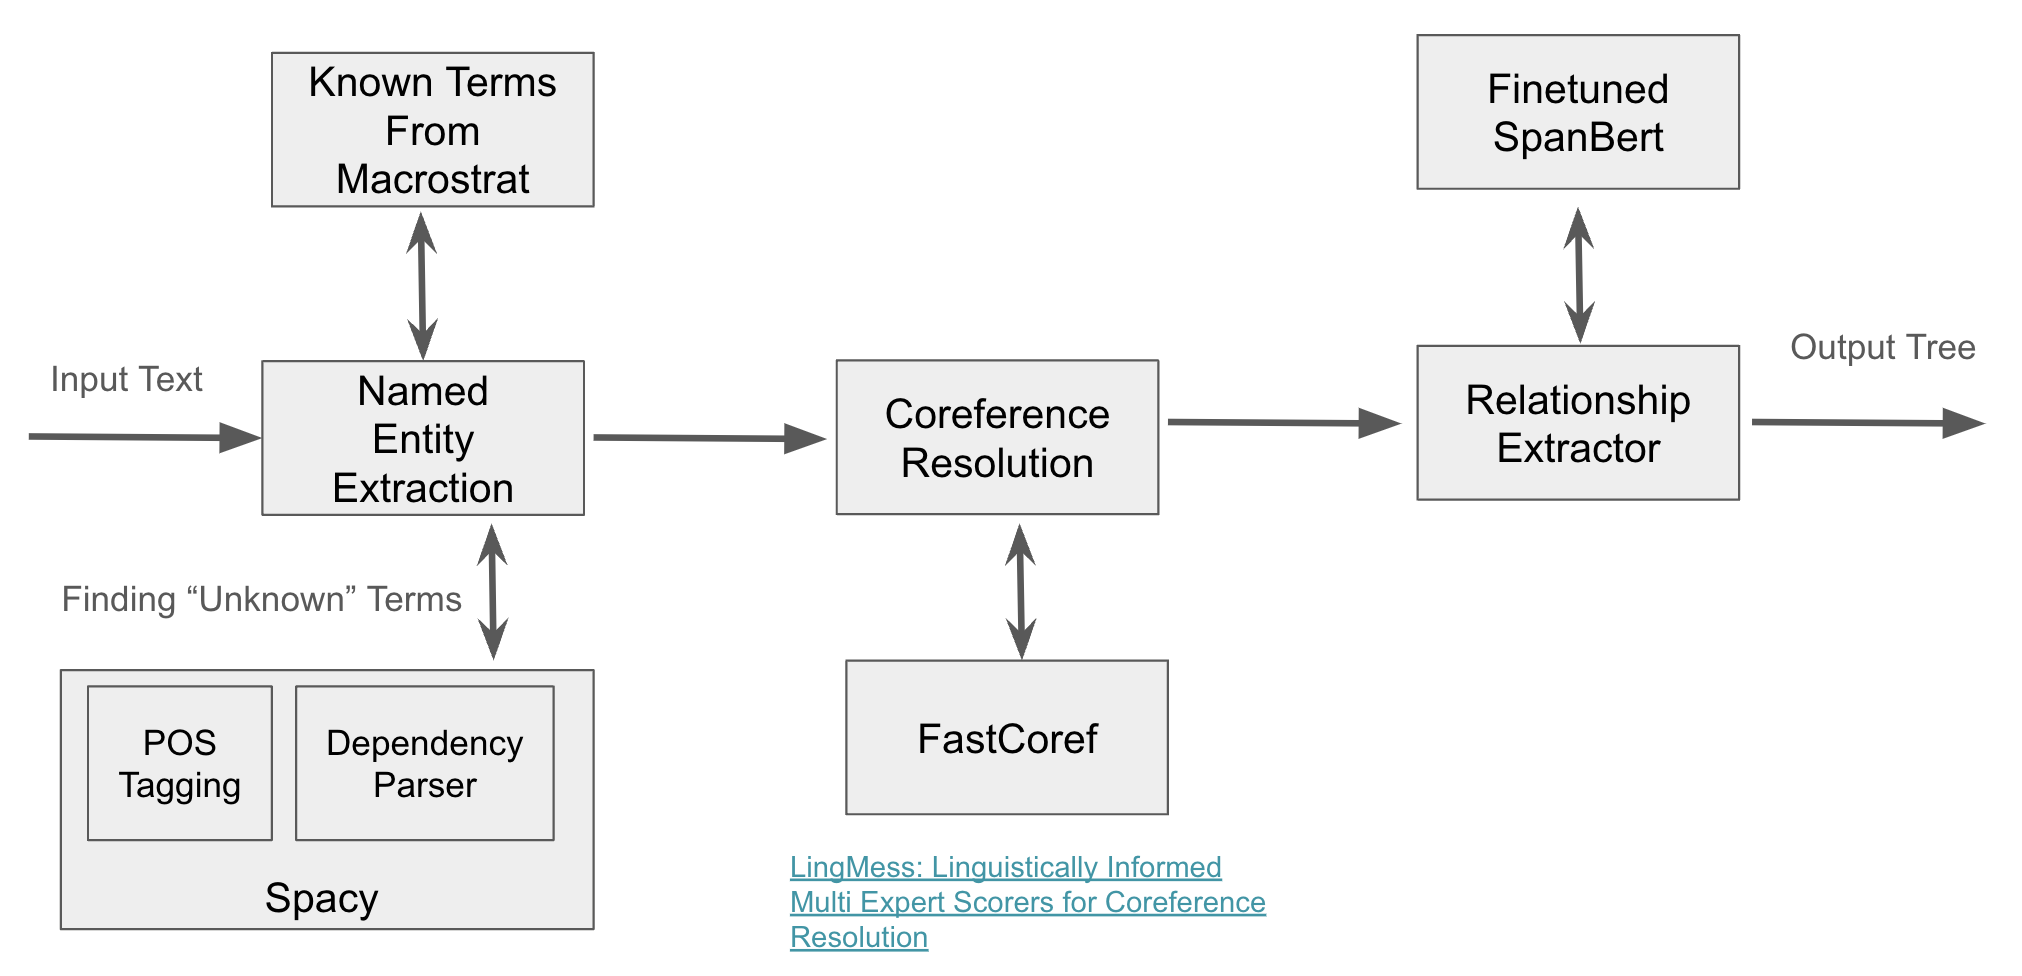 Known Terms
From
Macrostrat
Finetuned
SpanBert
Input Text
Named
Entity
Extraction
Coreference
Resolution
Relationship
Extractor
Output Tree
Finding “Unknown” Terms
POS
Tagging
Dependency
Parser
Spacy
FastCoref
LingMess: Linguistically Informed
Multi Expert Scorers for Coreference
Resolution